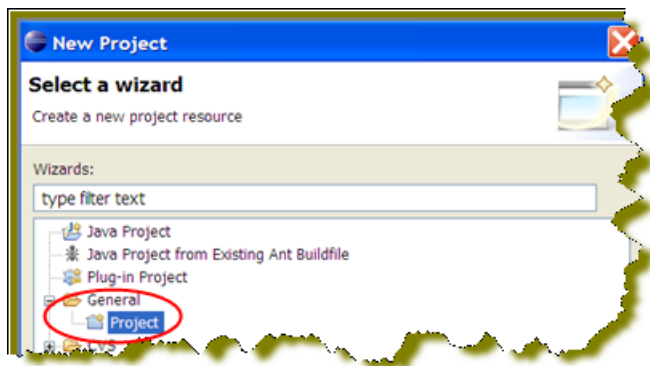 New Project
Select a wizard
Create a new project resource
Wizards:
type filter text
Java Project
Java Project from Existing Ant Buildfile
Plug-in Project
General
Project
CVS